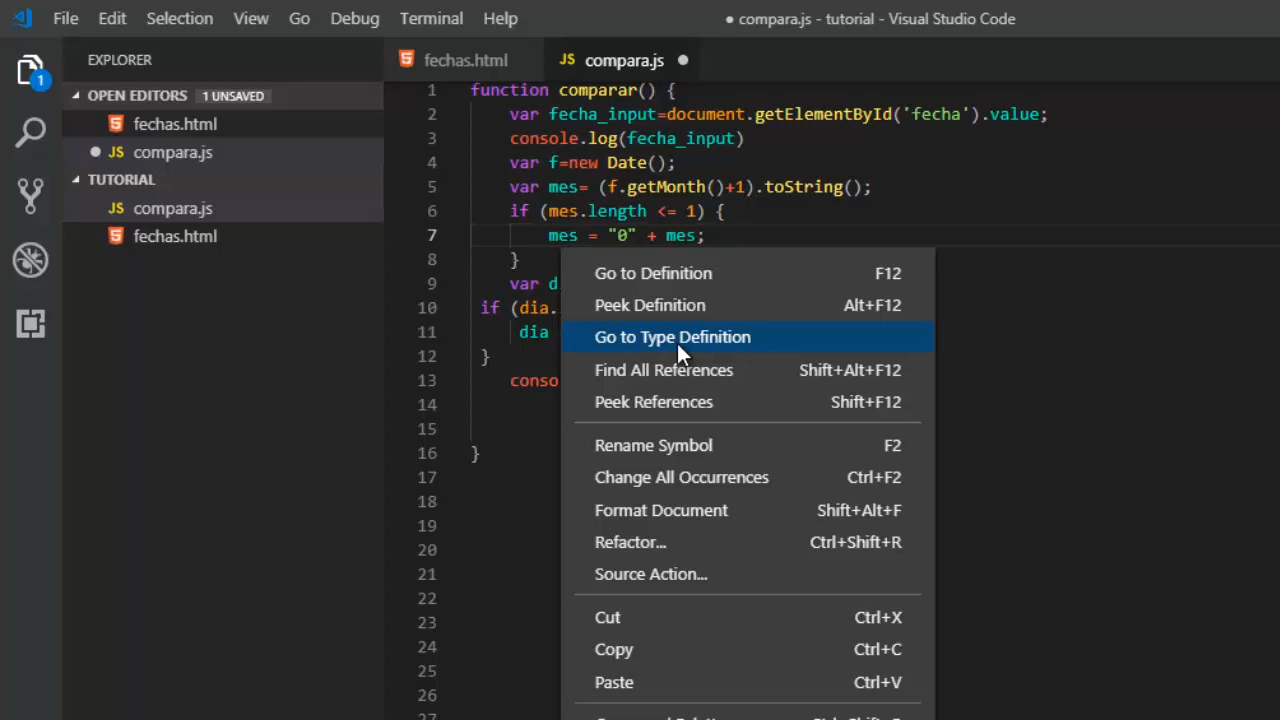 File Edit Selection View Go Debug Terminal Help ● compara.js - tutorial - Visual Studio Code
EXPLORER
fechas.html
JS compara.js ●
1
OPEN EDITORS 1 UNSAVED
fechas.html
● JS compara.js
TUTORIAL
JS compara.js
fechas.html
1 function comparar() {
2 var fecha_input=document.getElementById('fecha').value;
3 console.log(fecha_input)
4 var f=new Date();
5 var mes= (f.getMonth()+1).toString();
6 if (mes.length <= 1) {
7 mes = "0" + mes;
8 }
9 var d
10 if (dia.
11 dia
12 }
13 conso
14
15
16 }
17
18
19
20
21
22
23
24
25
26
27
Go to Definition F12
Peek Definition Alt+F12
Go to Type Definition
Find All References Shift+Alt+F12
Peek References Shift+F12
Rename Symbol F2
Change All Occurrences Ctrl+F2
Format Document Shift+Alt+F
Refactor... Ctrl+Shift+R
Source Action...
Cut Ctrl+X
Copy Ctrl+C
Paste Ctrl+V